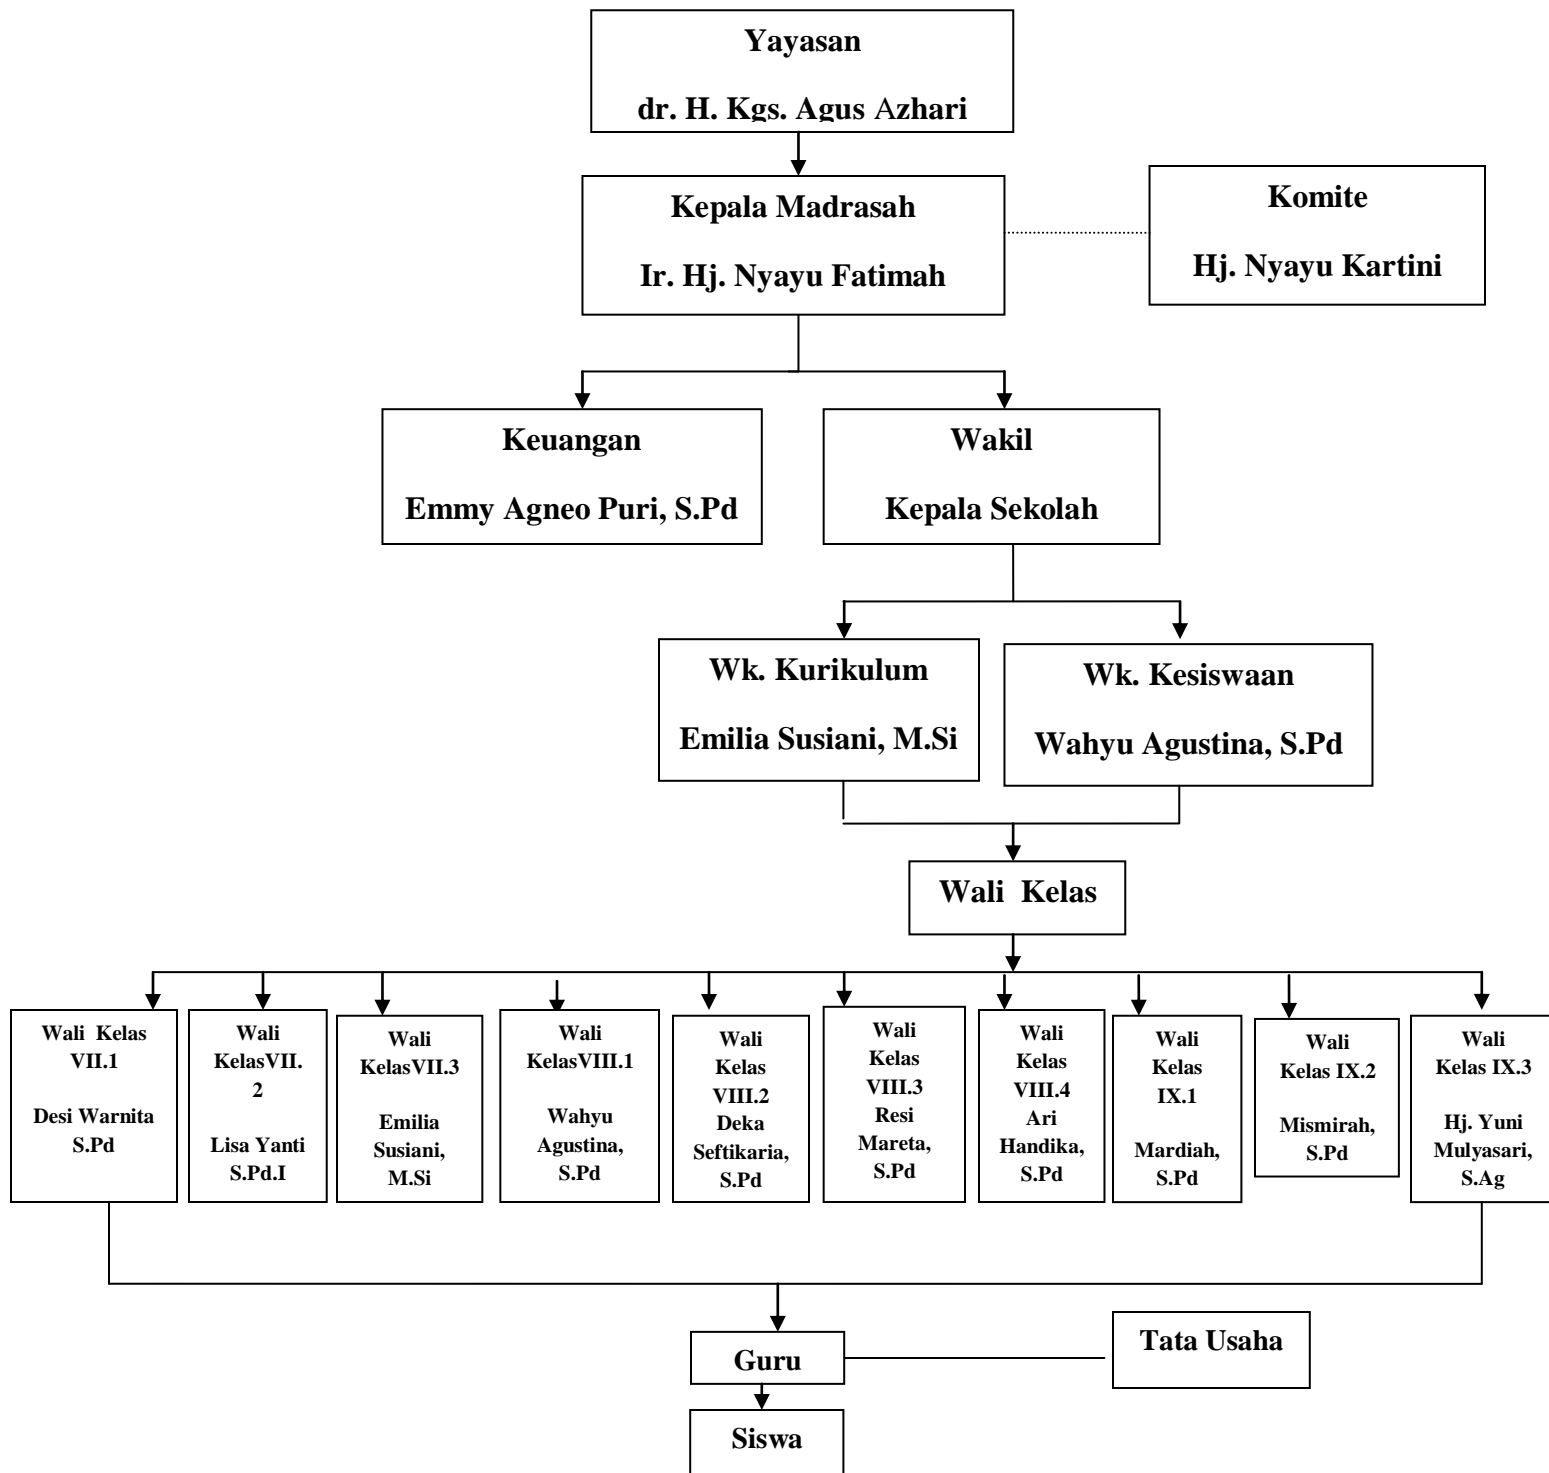 Yayasan
dr. H. Kgs. Agus Azhari
Kepala Madrasah
Ir. Hj. Nyayu Fatimah
Komite
Hj. Nyayu Kartini
Keuangan
Emmy Agneo Puri, S.Pd
Wakil
Kepala Sekolah
Wk. Kurikulum
Emilia Susiani, M.Si
Wk. Kesiswaan
Wahyu Agustina, S.Pd
Wali  Kelas
Wali  Kelas
VII.1
Desi Warnita
S.Pd
Wali
KelasVII.
2
Lisa Yanti
S.Pd.I
Wali
KelasVII.3
Emilia
Susiani,
M.Si
Wali
KelasVIII.1
Wahyu
Agustina,
S.Pd
Wali
Kelas
VIII.2
Deka
Seftikaria,
S.Pd
Wali
Kelas
VIII.3
Resi
Mareta,
S.Pd
Wali
Kelas
VIII.4
Ari
Handika,
S.Pd
Wali
Kelas
IX.1
Mardiah,
S.Pd
Wali
Kelas IX.2
Mismirah,
S.Pd
Wali
Kelas IX.3
Hj. Yuni
Mulyasari,
S.Ag
Guru
Tata Usaha
Siswa